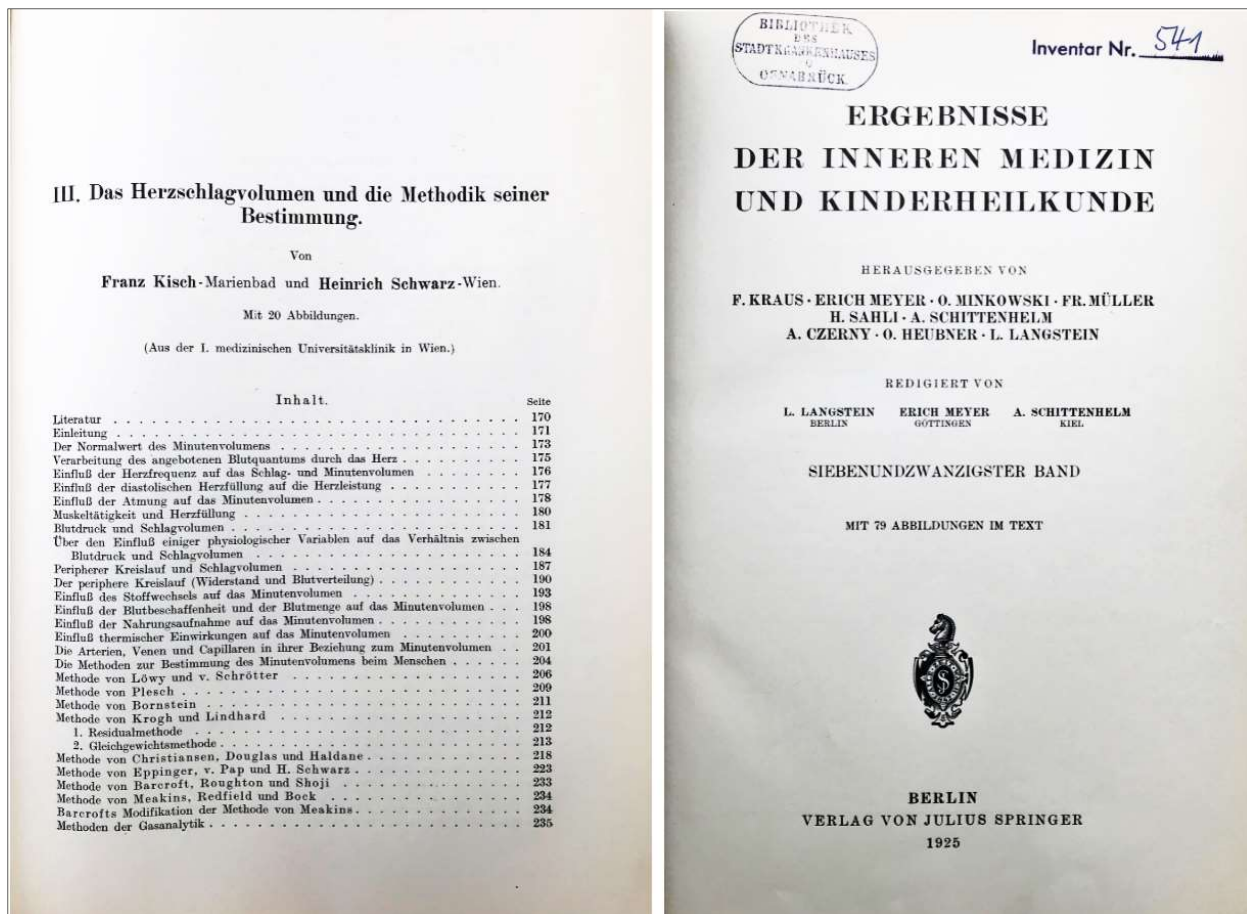 III. Das Herzschlagvolumen und die Methodik seiner
Bestimmung.
Von
Franz Kisch-Marienbad und Heinrich Schwarz-Wien.
Mit 20 Abbildungen.
(Aus der I. medizinischen Universitätsklinik in Wien.)
Inhalt.
Seite
Literatur . . . 170
Einleitung . . . 171
Der Normalwert des Minutenvolumens . . . 173
Verarbeitung des angebotenen Blutquantums durch das Herz . . . 175
Einfluß der Herzfrequenz auf das Schlag- und Minutenvolumen . . . 176
Einfluß der diastolischen Herzfüllung auf die Herzleistung . . . 177
Einfluß der Atmung auf das Minutenvolumen . . . 178
Muskeltätigkeit und Herzfüllung . . . 180
Blutdruck und Schlagvolumen . . . 181
Über den Einfluß einiger physiologischer Variablen auf das Verhältnis zwischen
Blutdruck und Schlagvolumen . . . 184
Peripherer Kreislauf und Schlagvolumen . . . 187
Der periphere Kreislauf (Widerstand und Blutverteilung) . . . 190
Einfluß des Stoffwechsels auf das Minutenvolumen . . . 193
Einfluß der Blutbeschaffenheit und der Blutmenge auf das Minutenvolumen . . . 198
Einfluß der Nahrungsaufnahme auf das Minutenvolumen . . . 198
Einfluß thermischer Einwirkungen auf das Minutenvolumen . . . 200
Die Arterien, Venen und Capillaren in ihrer Beziehung zum Minutenvolumen . . 201
Die Methoden zur Bestimmung des Minutenvolumens beim Menschen . . . 204
Methode von Löwy und v. Schrötter . . . 206
Methode von Plesch . . . 209
Methode von Bornstein . . . 211
Methode von Krogh und Lindhard . . . 212
1. Residualmethode . . . 212
2. Gleichgewichtsmethode . . . 213
Methode von Christiansen, Douglas und Haldane . . . 218
Methode von Eppinger, v. Pap und H. Schwarz . . . 223
Methode von Barcroft, Roughton und Shoji . . . 233
Methode von Meakins, Redfield und Bock . . . 234
Barcrofts Modifikation der Methode von Meakins . . . 234
Methoden der Gasanalytik . . . 235
BIBLIOTHEK
DES
STADTKRANKENHAUSES
OSNABRÜCK.
Inventar Nr. 541
ERGEBNISSE
DER INNEREN MEDIZIN
UND KINDERHEILKUNDE
HERAUSGEGEBEN VON
F. KRAUS · ERICH MEYER · O. MINKOWSKI · FR. MÜLLER
H. SAHLI · A. SCHITTENHELM
A. CZERNY · O. HEUBNER · L. LANGSTEIN
REDIGIERT VON
L. LANGSTEIN ERICH MEYER A. SCHITTENHELM
BERLIN GÖTTINGEN KIEL
SIEBENUNDZWANZIGSTER BAND
MIT 79 ABBILDUNGEN IM TEXT
BERLIN
VERLAG VON JULIUS SPRINGER
1925